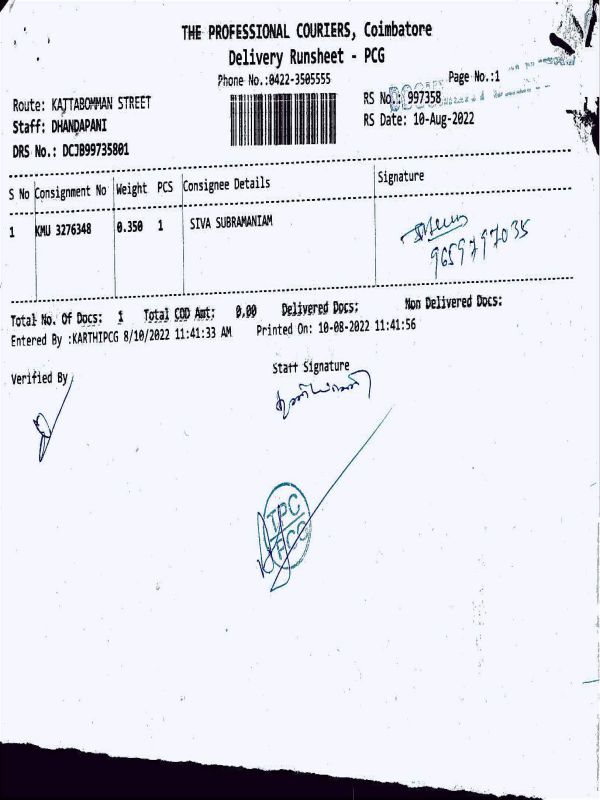 THE PROFESSIONAL COURIERS, Coimbatore
Delivery Runsheet - PCG
Phone No.:0422-3505555
Page No.:1
Route: KATTABOMMAN STREET
RS No.: 997358
Staff: DHANDAPANI
RS Date: 10-Aug-2022
DRS No.: DCJB99735801
S No Consignment No Weight PCS Consignee Details Signature
1 KMU 3276348 0.350 1 SIVA SUBRAMANIAM
9659797035
Total No. Of Docs: 1 Total COD Amt: 0.00 Delivered Docs: Non Delivered Docs:
Entered By :KARTHIPCG 8/10/2022 11:41:33 AM Printed On: 10-08-2022 11:41:56
Verified By
Staff Signature
TPC
PCG